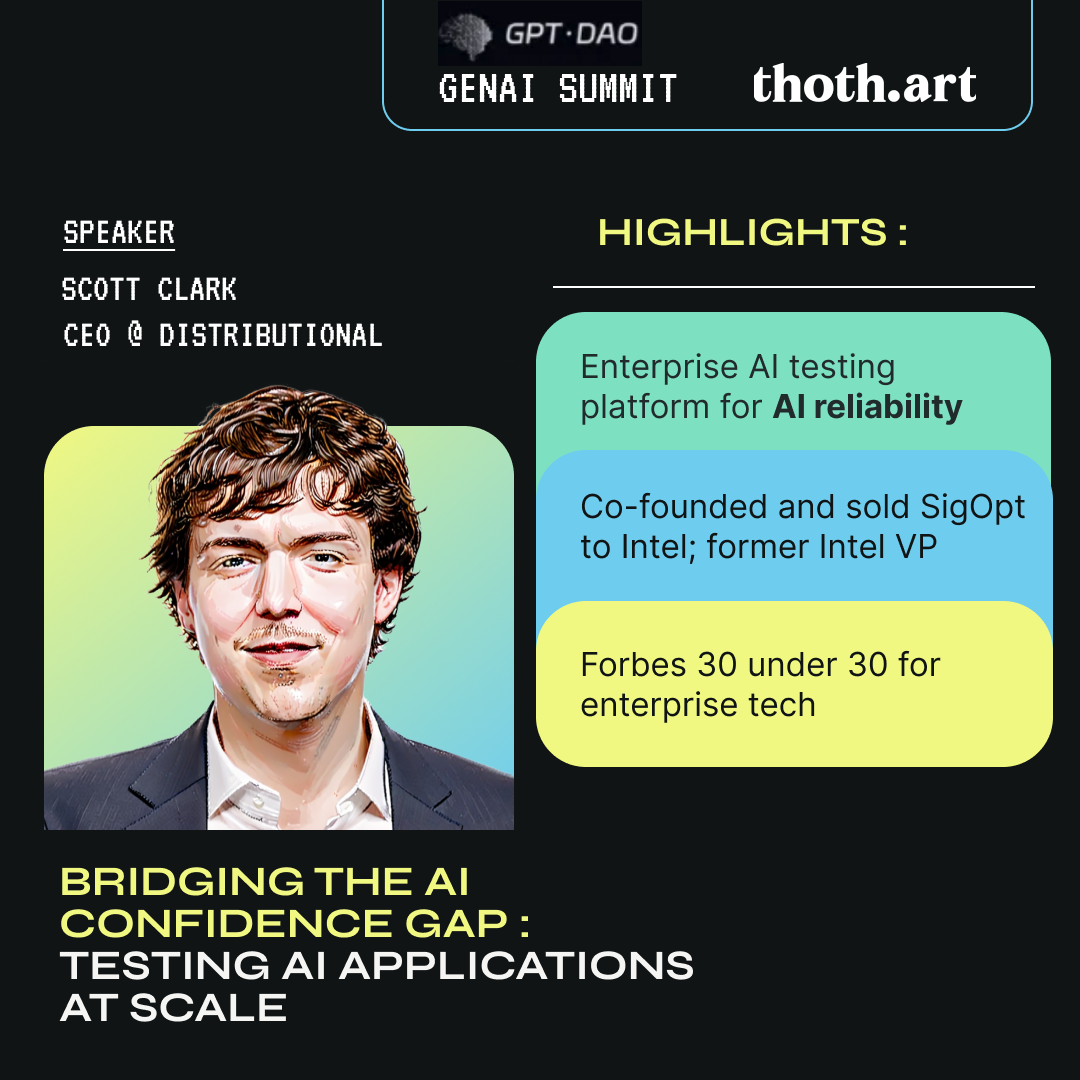 GPT·DAO
GENAI SUMMIT
thoth.art
SPEAKER
SCOTT CLARK
CEO @ DISTRIBUTIONAL
HIGHLIGHTS :
Enterprise AI testing
platform for AI reliability
Co-founded and sold SigOpt
to Intel; former Intel VP
Forbes 30 under 30 for
enterprise tech
BRIDGING THE AI
CONFIDENCE GAP :
TESTING AI APPLICATIONS
AT SCALE